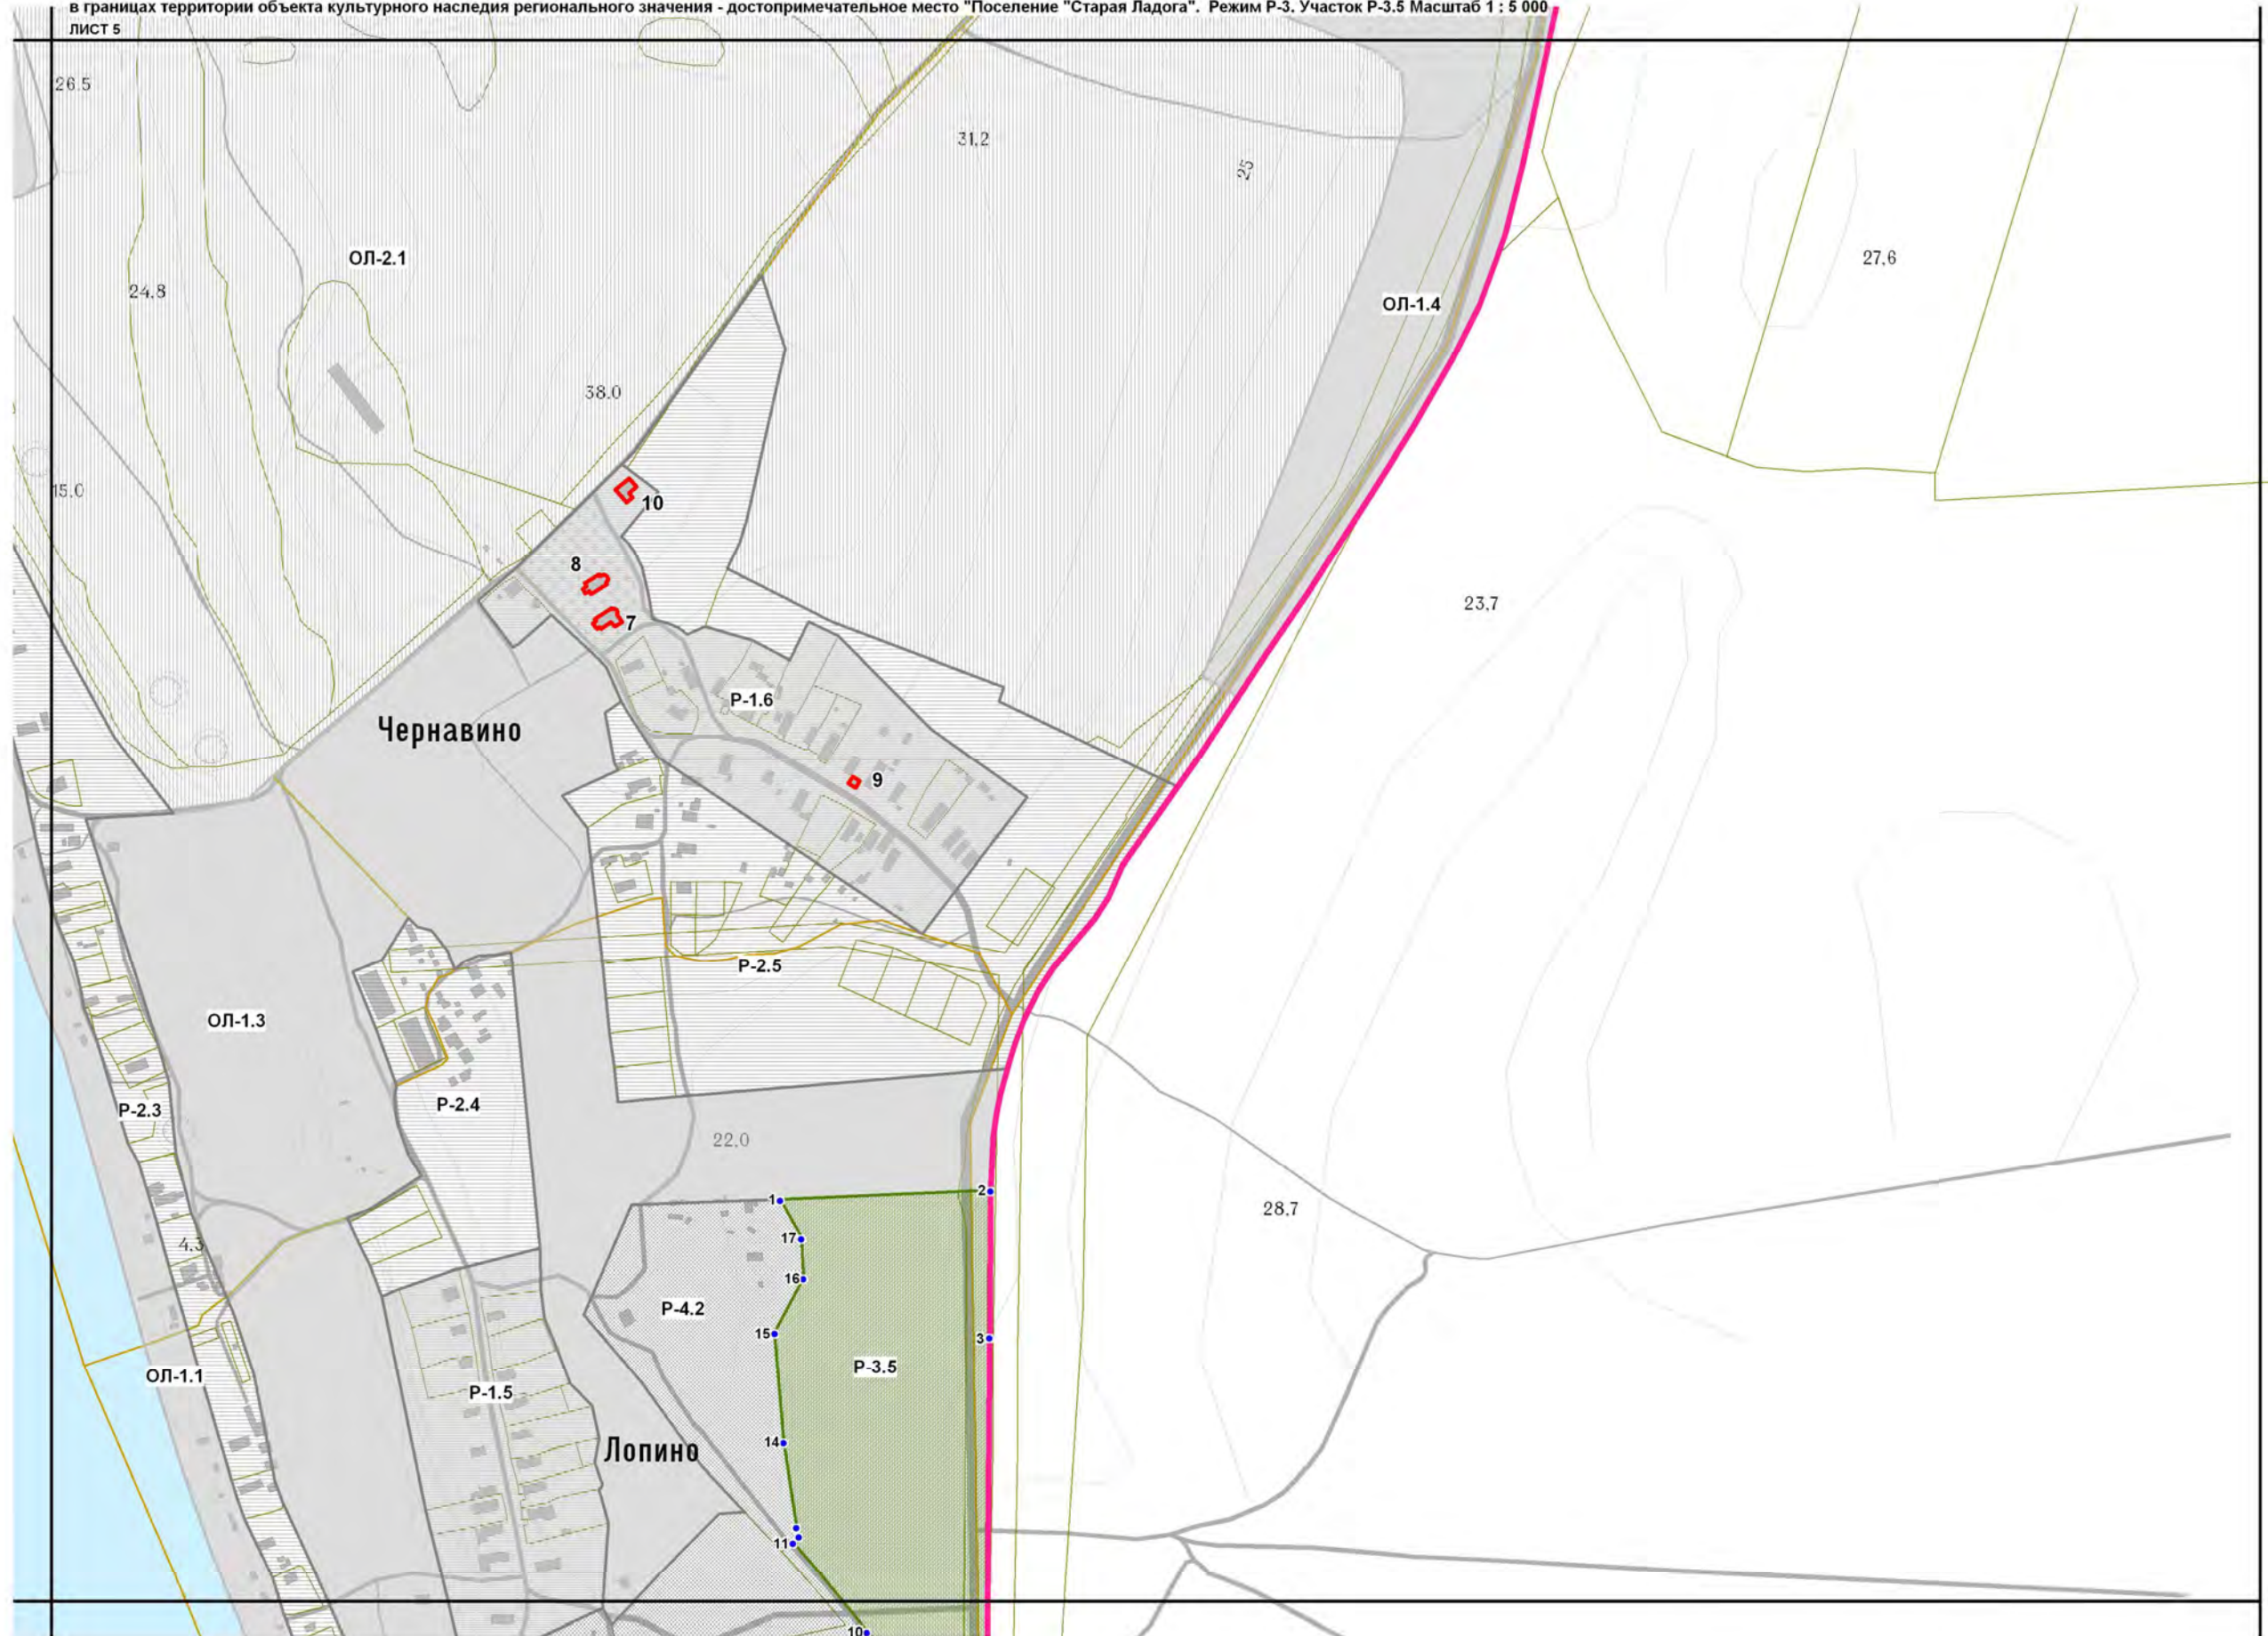 в границах территории объекта культурного наследия регионального значения - достопримечательное место "Поселение "Старая Ладога". Режим Р-3. Участок Р-3.5 Масштаб 1 : 5 000
ЛИСТ 5
26.5
31,2
25
ОЛ-2.1
27,6
24,8
ОЛ-1.4
38.0
15.0
10
8
23,7
7
Р-1.6
Чернавино
9
Р-2.5
ОЛ-1.3
Р-2.4
Р-2.3
22,0
1
2
28,7
17
4,3
16
Р-4.2
15
3
Р-3.5
ОЛ-1.1
Р-1.5
14
Лопино
11
10